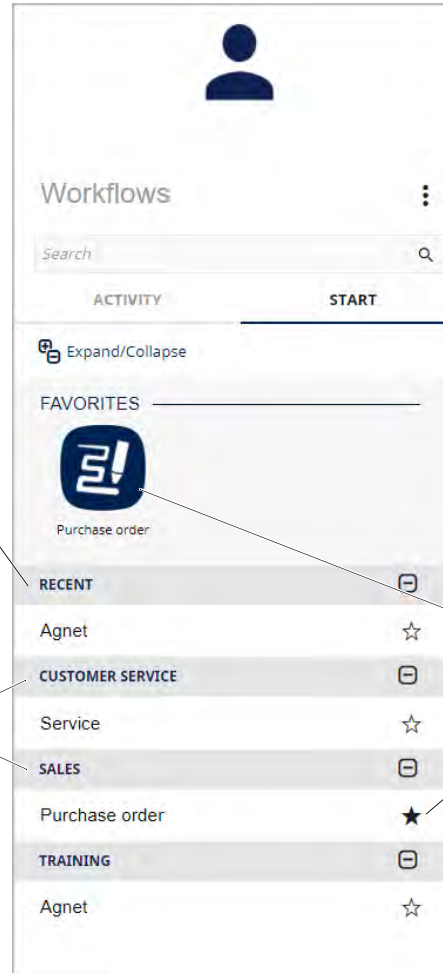 Workflows
Search
ACTIVITY START
Expand/Collapse
FAVORITES
Purchase order
RECENT
Agnet
CUSTOMER SERVICE
Service
SALES
Purchase order
TRAINING
Agnet